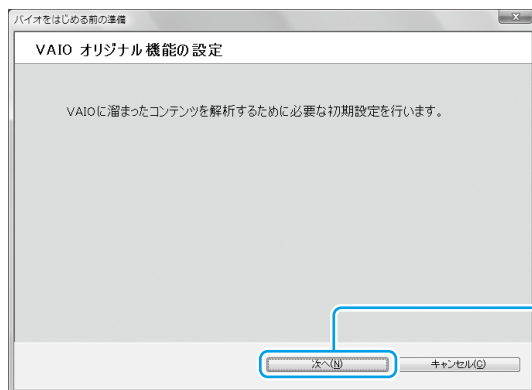 バイオをはじめる前の準備
VAIO オリジナル機能の設定
VAIOに溜まったコンテンツを解析するために必要な初期設定を行います。
次へ(N)
キャンセル(C)